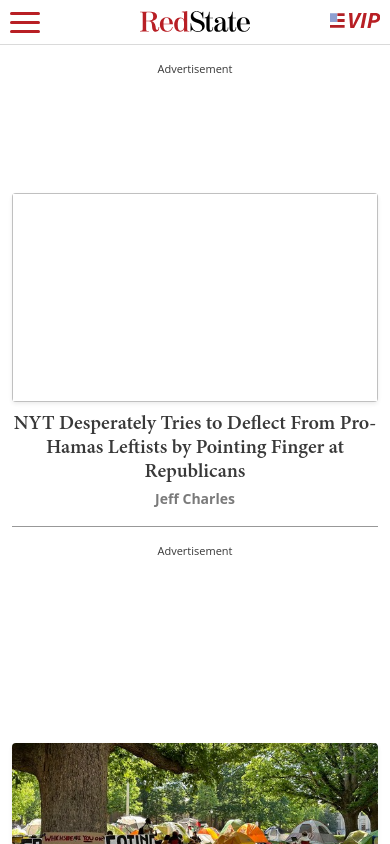 RedState
VIP
Advertisement
NYT Desperately Tries to Deflect From Pro-
Hamas Leftists by Pointing Finger at
Republicans
Jeff Charles
Advertisement